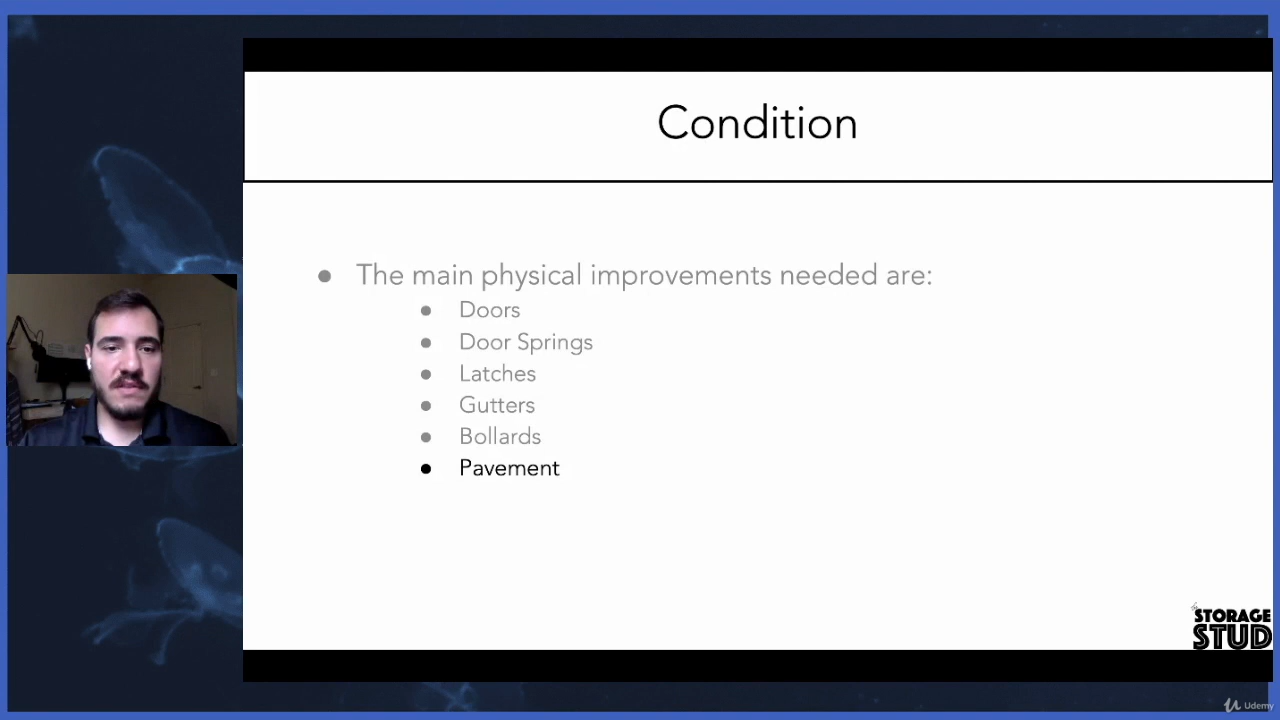 Condition
● The main physical improvements needed are:
● Doors
● Door Springs
● Latches
● Gutters
● Bollards
● Pavement
STORAGE
STUD
Udemy